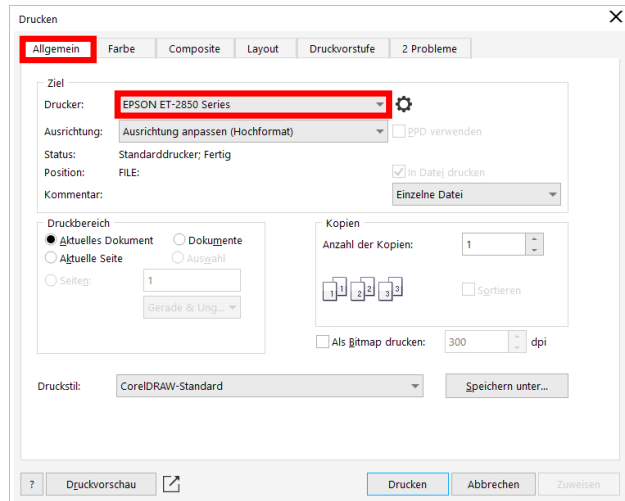 Drucken
Allgemein Farbe Composite Layout Druckvorstufe 2 Probleme
Ziel
Drucker: EPSON ET-2850 Series
Ausrichtung: Ausrichtung anpassen (Hochformat) PPD verwenden
Status: Standarddrucker; Fertig
Position: FILE: In Datei drucken
Kommentar: Einzelne Datei
Druckbereich
Aktuelles Dokument Dokumente
Aktuelle Seite Auswahl
Seiten: 1
Gerade & Ung...
Kopien
Anzahl der Kopien: 1
1 1 2 2 3 3 Sortieren
Als Bitmap drucken: 300 dpi
Druckstil: CorelDRAW-Standard Speichern unter...
? Druckvorschau Drucken Abbrechen Zuweisen